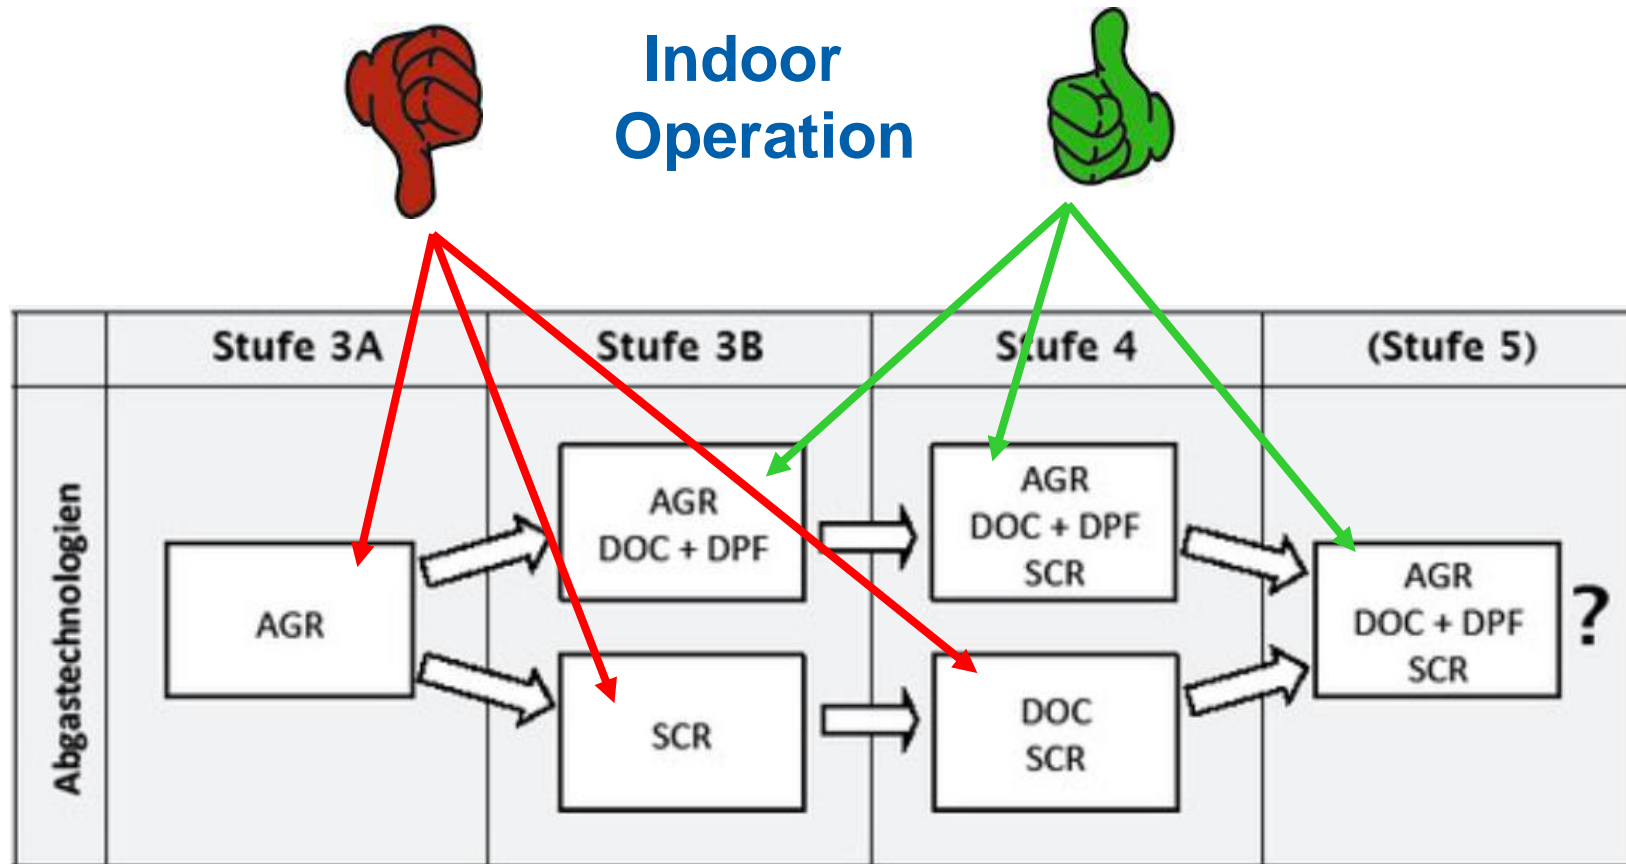 Indoor
Operation
Stufe 3A
Stufe 3B
Stufe 4
(Stufe 5)
Abgastechnologien
AGR
AGR
DOC + DPF
SCR
AGR
DOC + DPF
SCR
DOC
SCR
AGR
DOC + DPF
SCR
?